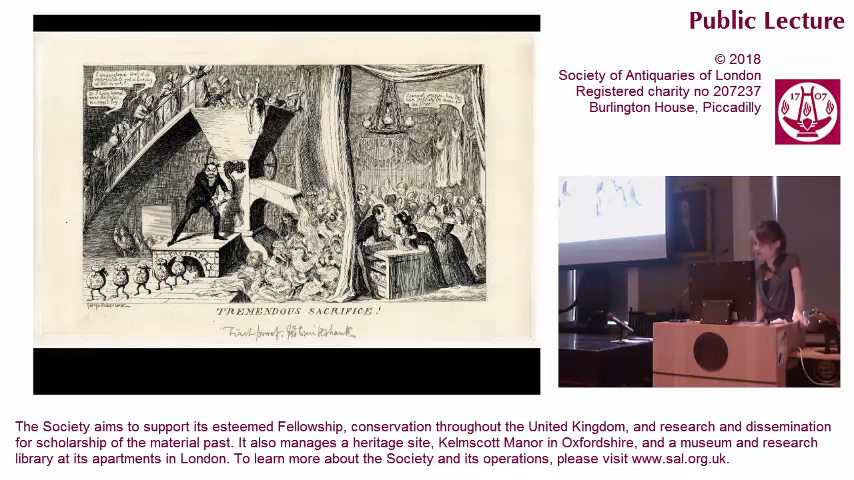 Public Lecture
© 2018
Society of Antiquaries of London
Registered charity no 207237
Burlington House, Piccadilly
17 07
TREMENDOUS SACRIFICE!
First proof.
The Society aims to support its esteemed Fellowship, conservation throughout the United Kingdom, and research and dissemination
for scholarship of the material past. It also manages a heritage site, Kelmscott Manor in Oxfordshire, and a museum and research
library at its apartments in London. To learn more about the Society and its operations, please visit www.sal.org.uk.